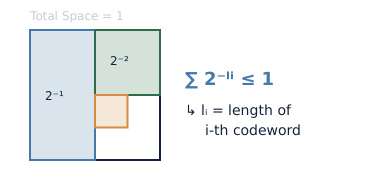 Total Space = 1
2⁻¹
2⁻²
∑ 2⁻ˡⁱ ≤ 1
↳ lᵢ = length of
i-th codeword